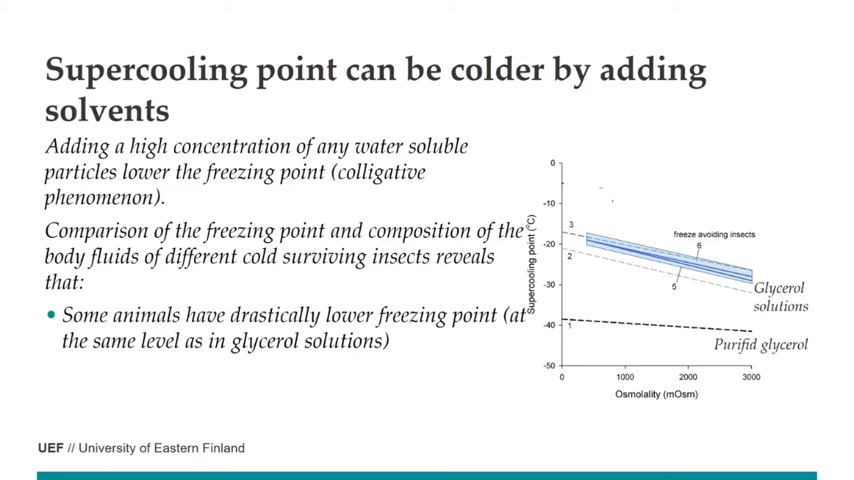 Supercooling point can be colder by adding
solvents
Adding a high concentration of any water soluble
particles lower the freezing point (colligative
phenomenon).
Comparison of the freezing point and composition of the
body fluids of different cold surviving insects reveals
that:
• Some animals have drastically lower freezing point (at
the same level as in glycerol solutions)
Supercooling point (°C)
0
-10
-20
-30
-40
-50
3
2
1
freeze avoiding insects
6
5
Glycerol
solutions
Purifid glycerol
0 1000 2000 3000
Osmolality (mOsm)
UEF // University of Eastern Finland